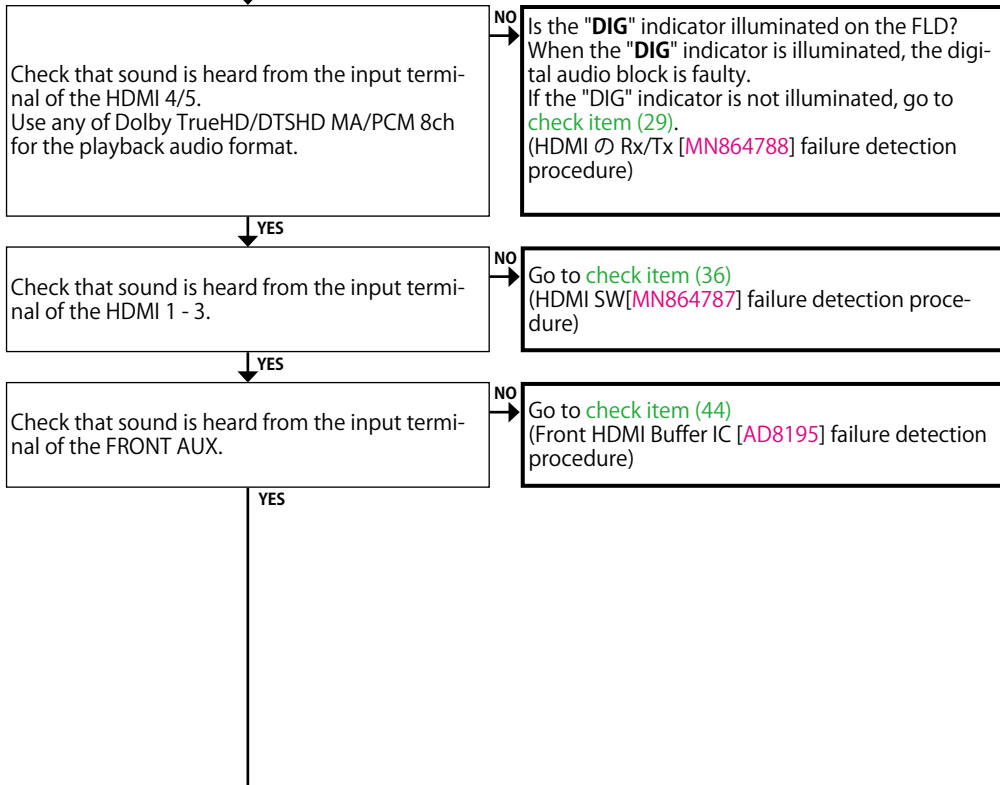 Check that sound is heard from the input termi-
nal of the HDMI 4/5.
Use any of Dolby TrueHD/DTSHD MA/PCM 8ch
for the playback audio format.
NO
Is the "DIG" indicator illuminated on the FLD?
When the "DIG" indicator is illuminated, the digi-
tal audio block is faulty.
If the "DIG" indicator is not illuminated, go to
check item (29).
(HDMI の Rx/Tx [MN864788] failure detection
procedure)
YES
Check that sound is heard from the input termi-
nal of the HDMI 1 - 3.
NO
Go to check item (36)
(HDMI SW[MN864787] failure detection proce-
dure)
YES
Check that sound is heard from the input termi-
nal of the FRONT AUX.
NO
Go to check item (44)
(Front HDMI Buffer IC [AD8195] failure detection
procedure)
YES